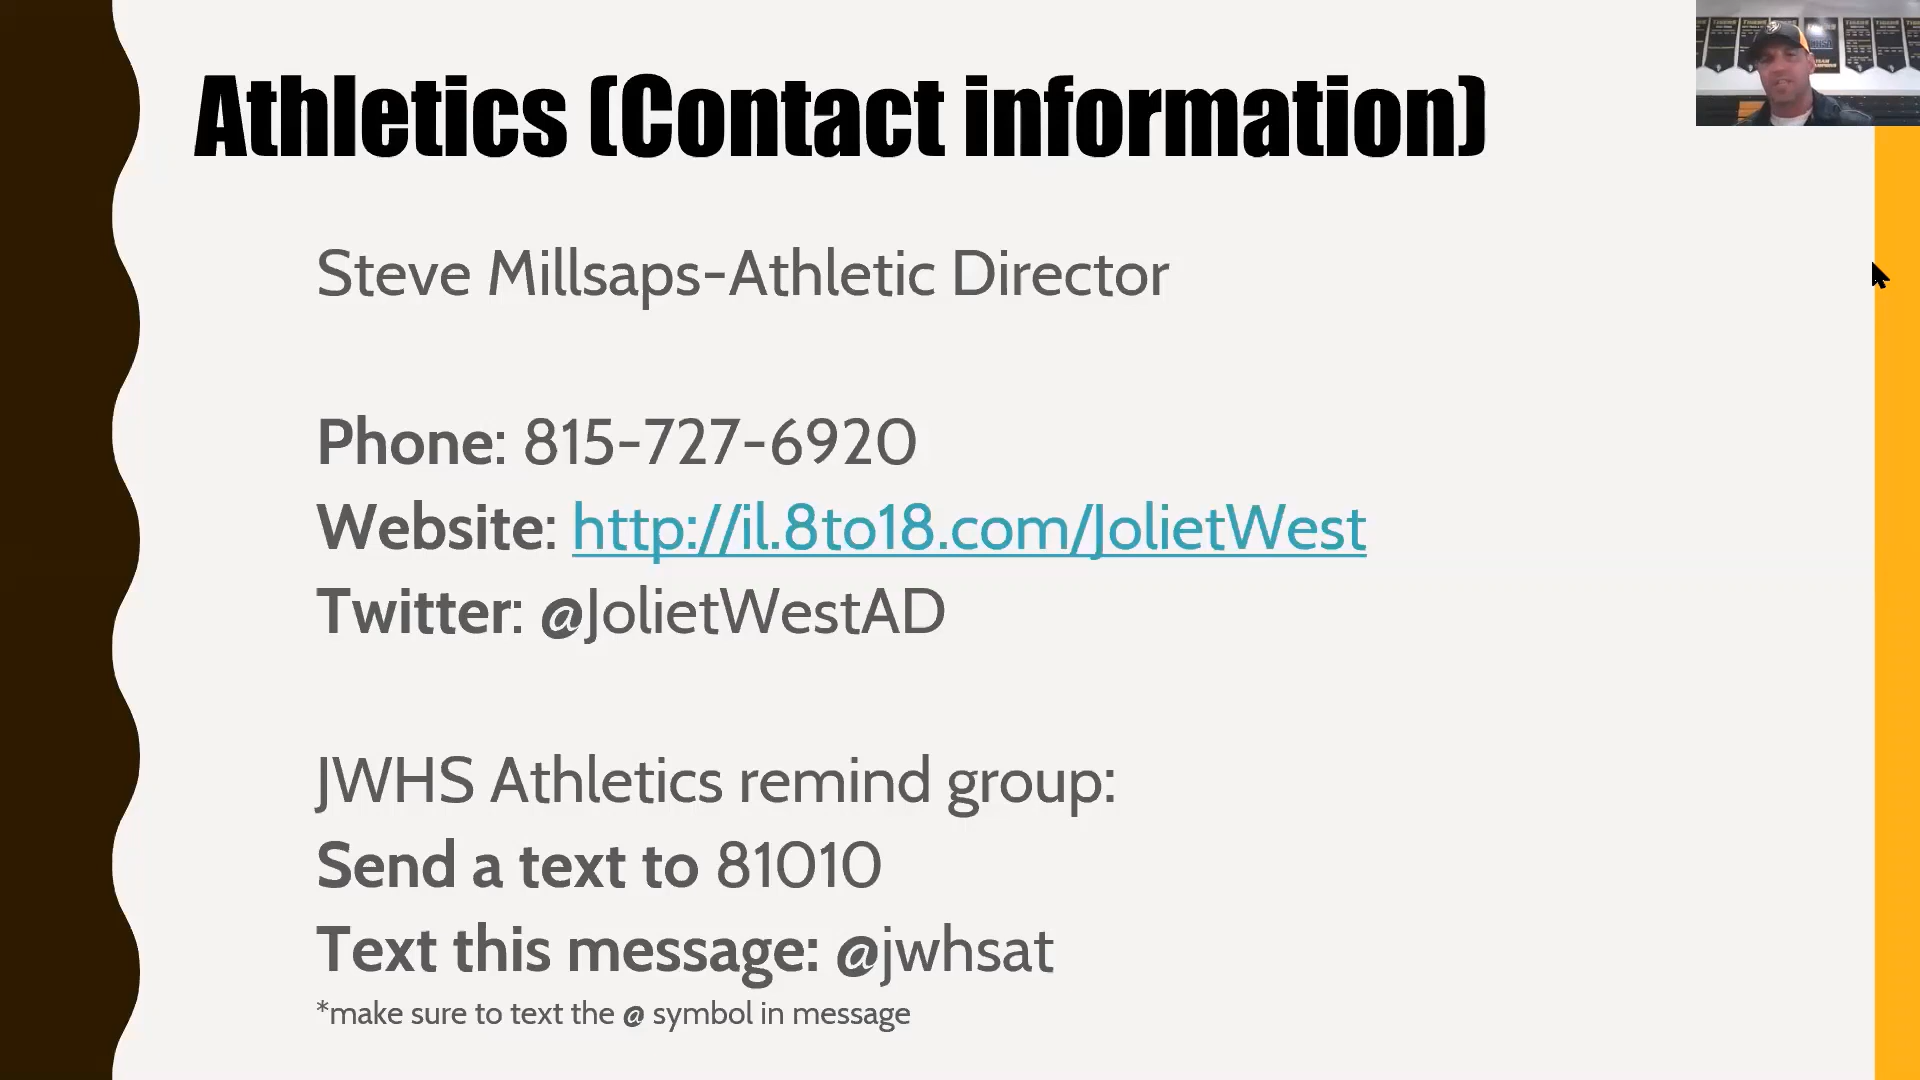 Athletics (Contact information)
Steve Millsaps-Athletic Director
Phone: 815-727-6920
Website: http://il.8to18.com/JolietWest
Twitter: @JolietWestAD
JWHS Athletics remind group:
Send a text to 81010
Text this message: @jwhsat
*make sure to text the @ symbol in message